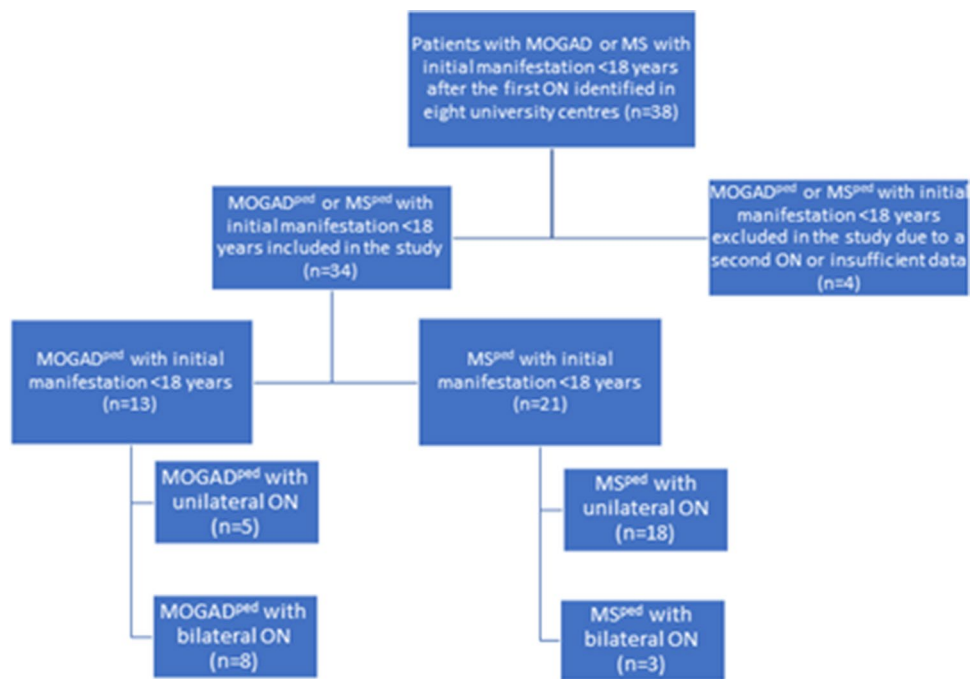 Patients with MOGAD or MS with
initial manifestation <18 years
after the first ON identified in
eight university centres (n=38)
MOGADᵖᵉᵈ or MSᵖᵉᵈ with
initial manifestation <18
years included in the study
(n=34)
MOGADᵖᵉᵈ or MSᵖᵉᵈ with initial
manifestation <18 years
excluded in the study due to a
second ON or insufficient data
(n=4)
MOGADᵖᵉᵈ with initial
manifestation <18 years
(n=13)
MSᵖᵉᵈ with initial
manifestation <18 years
(n=21)
MOGADᵖᵉᵈ with
unilateral ON
(n=5)
MSᵖᵉᵈ with
unilateral ON
(n=18)
MOGADᵖᵉᵈ with
bilateral ON
(n=8)
MSᵖᵉᵈ with
bilateral ON
(n=3)